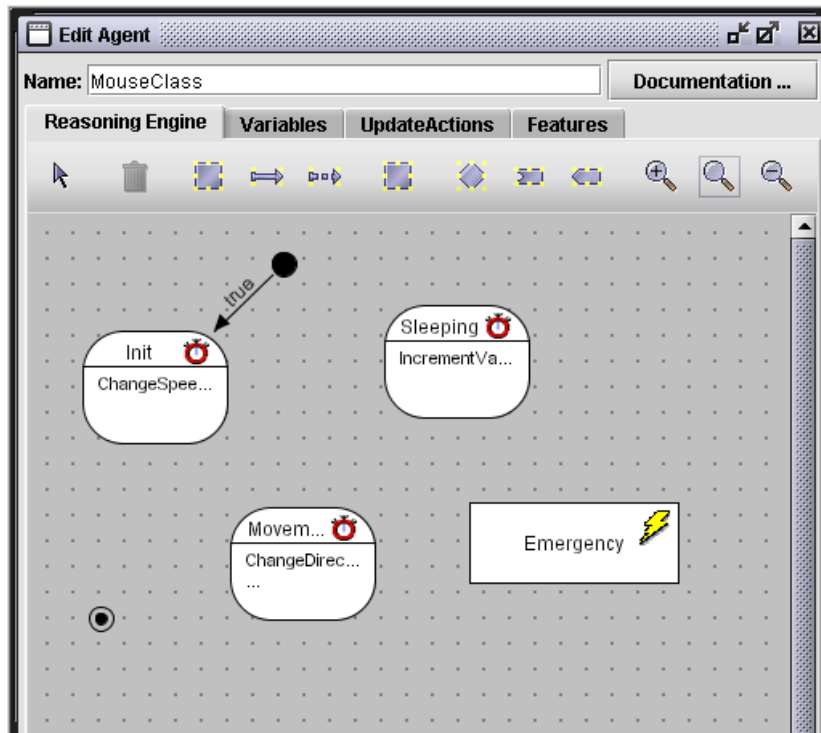 Edit Agent
Name: MouseClass Documentation ...
Reasoning Engine Variables UpdateActions Features
true
Sleeping
IncrementVa...
Init
ChangeSpee...
Movem...
ChangeDirec...
...
Emergency